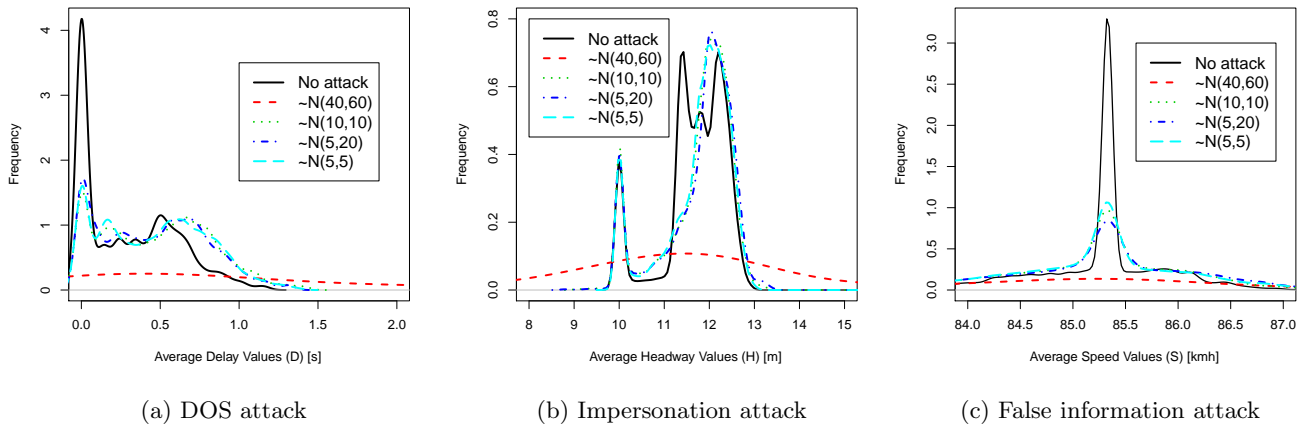 Frequency
0 1 2 3 4
0.0 0.5 1.0 1.5 2.0
Average Delay Values (D) [s]
No attack
~N(40,60)
~N(10,10)
~N(5,20)
~N(5,5)
(a) DOS attack
Frequency
0.0 0.2 0.4 0.6 0.8
8 9 10 11 12 13 14 15
Average Headway Values (H) [m]
No attack
~N(40,60)
~N(10,10)
~N(5,20)
~N(5,5)
(b) Impersonation attack
Frequency
0.0 0.5 1.0 1.5 2.0 2.5 3.0
84.0 84.5 85.0 85.5 86.0 86.5 87.0
Average Speed Values (S) [kmh]
No attack
~N(40,60)
~N(10,10)
~N(5,20)
~N(5,5)
(c) False information attack